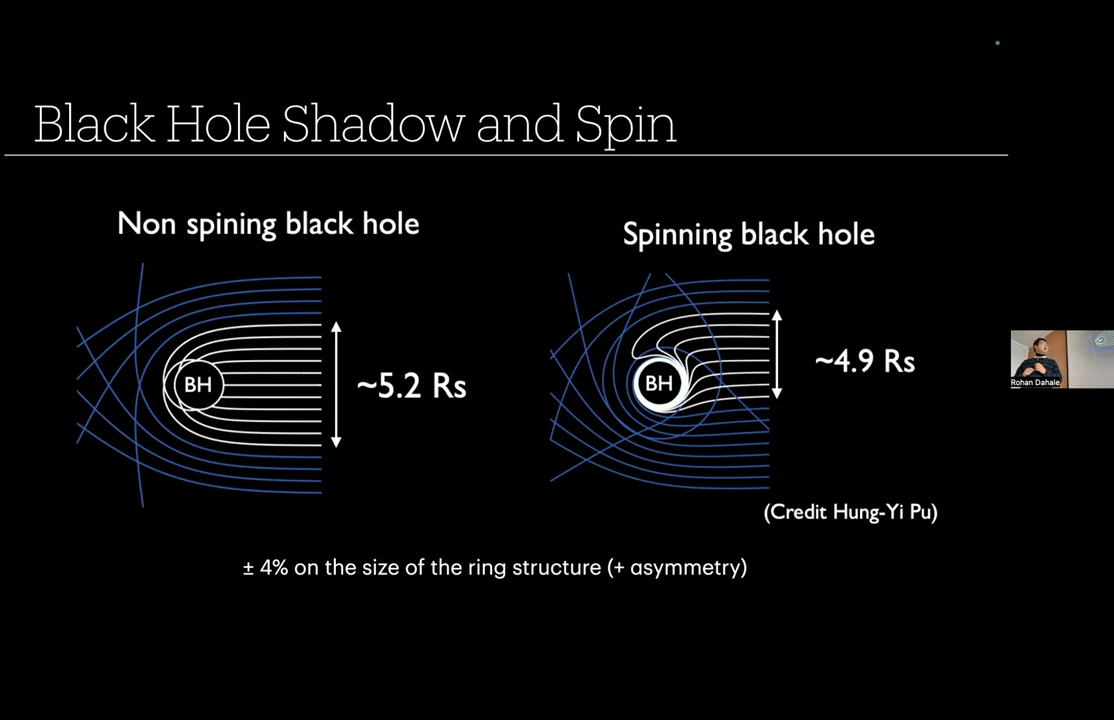 Black Hole Shadow and Spin
Non spining black hole
Spinning black hole
BH
~5.2 Rs
BH
~4.9 Rs
(Credit Hung-Yi Pu)
± 4% on the size of the ring structure (+ asymmetry)
Rohan Dahale